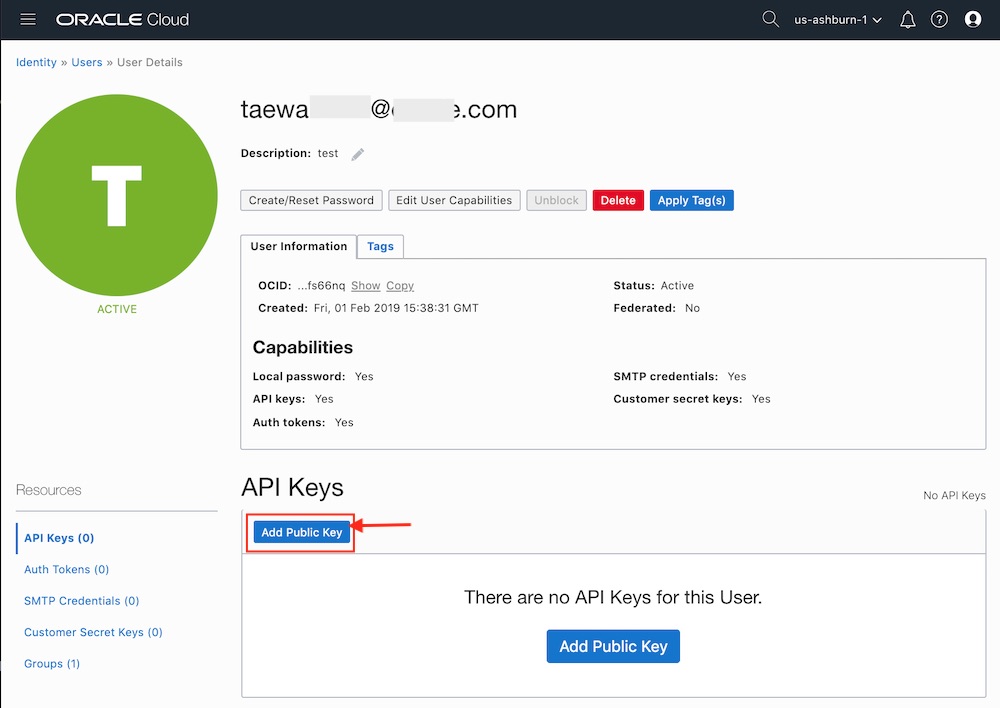 ORACLE Cloud
us-ashburn-1
Identity » Users » User Details
T
ACTIVE
taewa @ e.com
Description: test
Create/Reset Password Edit User Capabilities Unblock Delete Apply Tag(s)
User Information Tags
OCID: ...fs66nq Show Copy
Status: Active
Created: Fri, 01 Feb 2019 15:38:31 GMT
Federated: No
Capabilities
Local password: Yes
SMTP credentials: Yes
API keys: Yes
Customer secret keys: Yes
Auth tokens: Yes
Resources
API Keys (0)
Auth Tokens (0)
SMTP Credentials (0)
Customer Secret Keys (0)
Groups (1)
API Keys
No API Keys
Add Public Key
There are no API Keys for this User.
Add Public Key